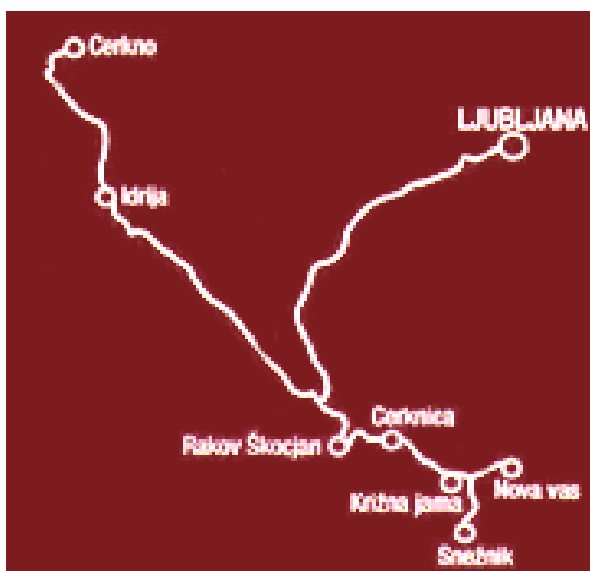 Cerkno
LJUBLJANA
Idrija
Cerknica
Rakov Škocjan
Križna jama
Nova vas
Snežnik